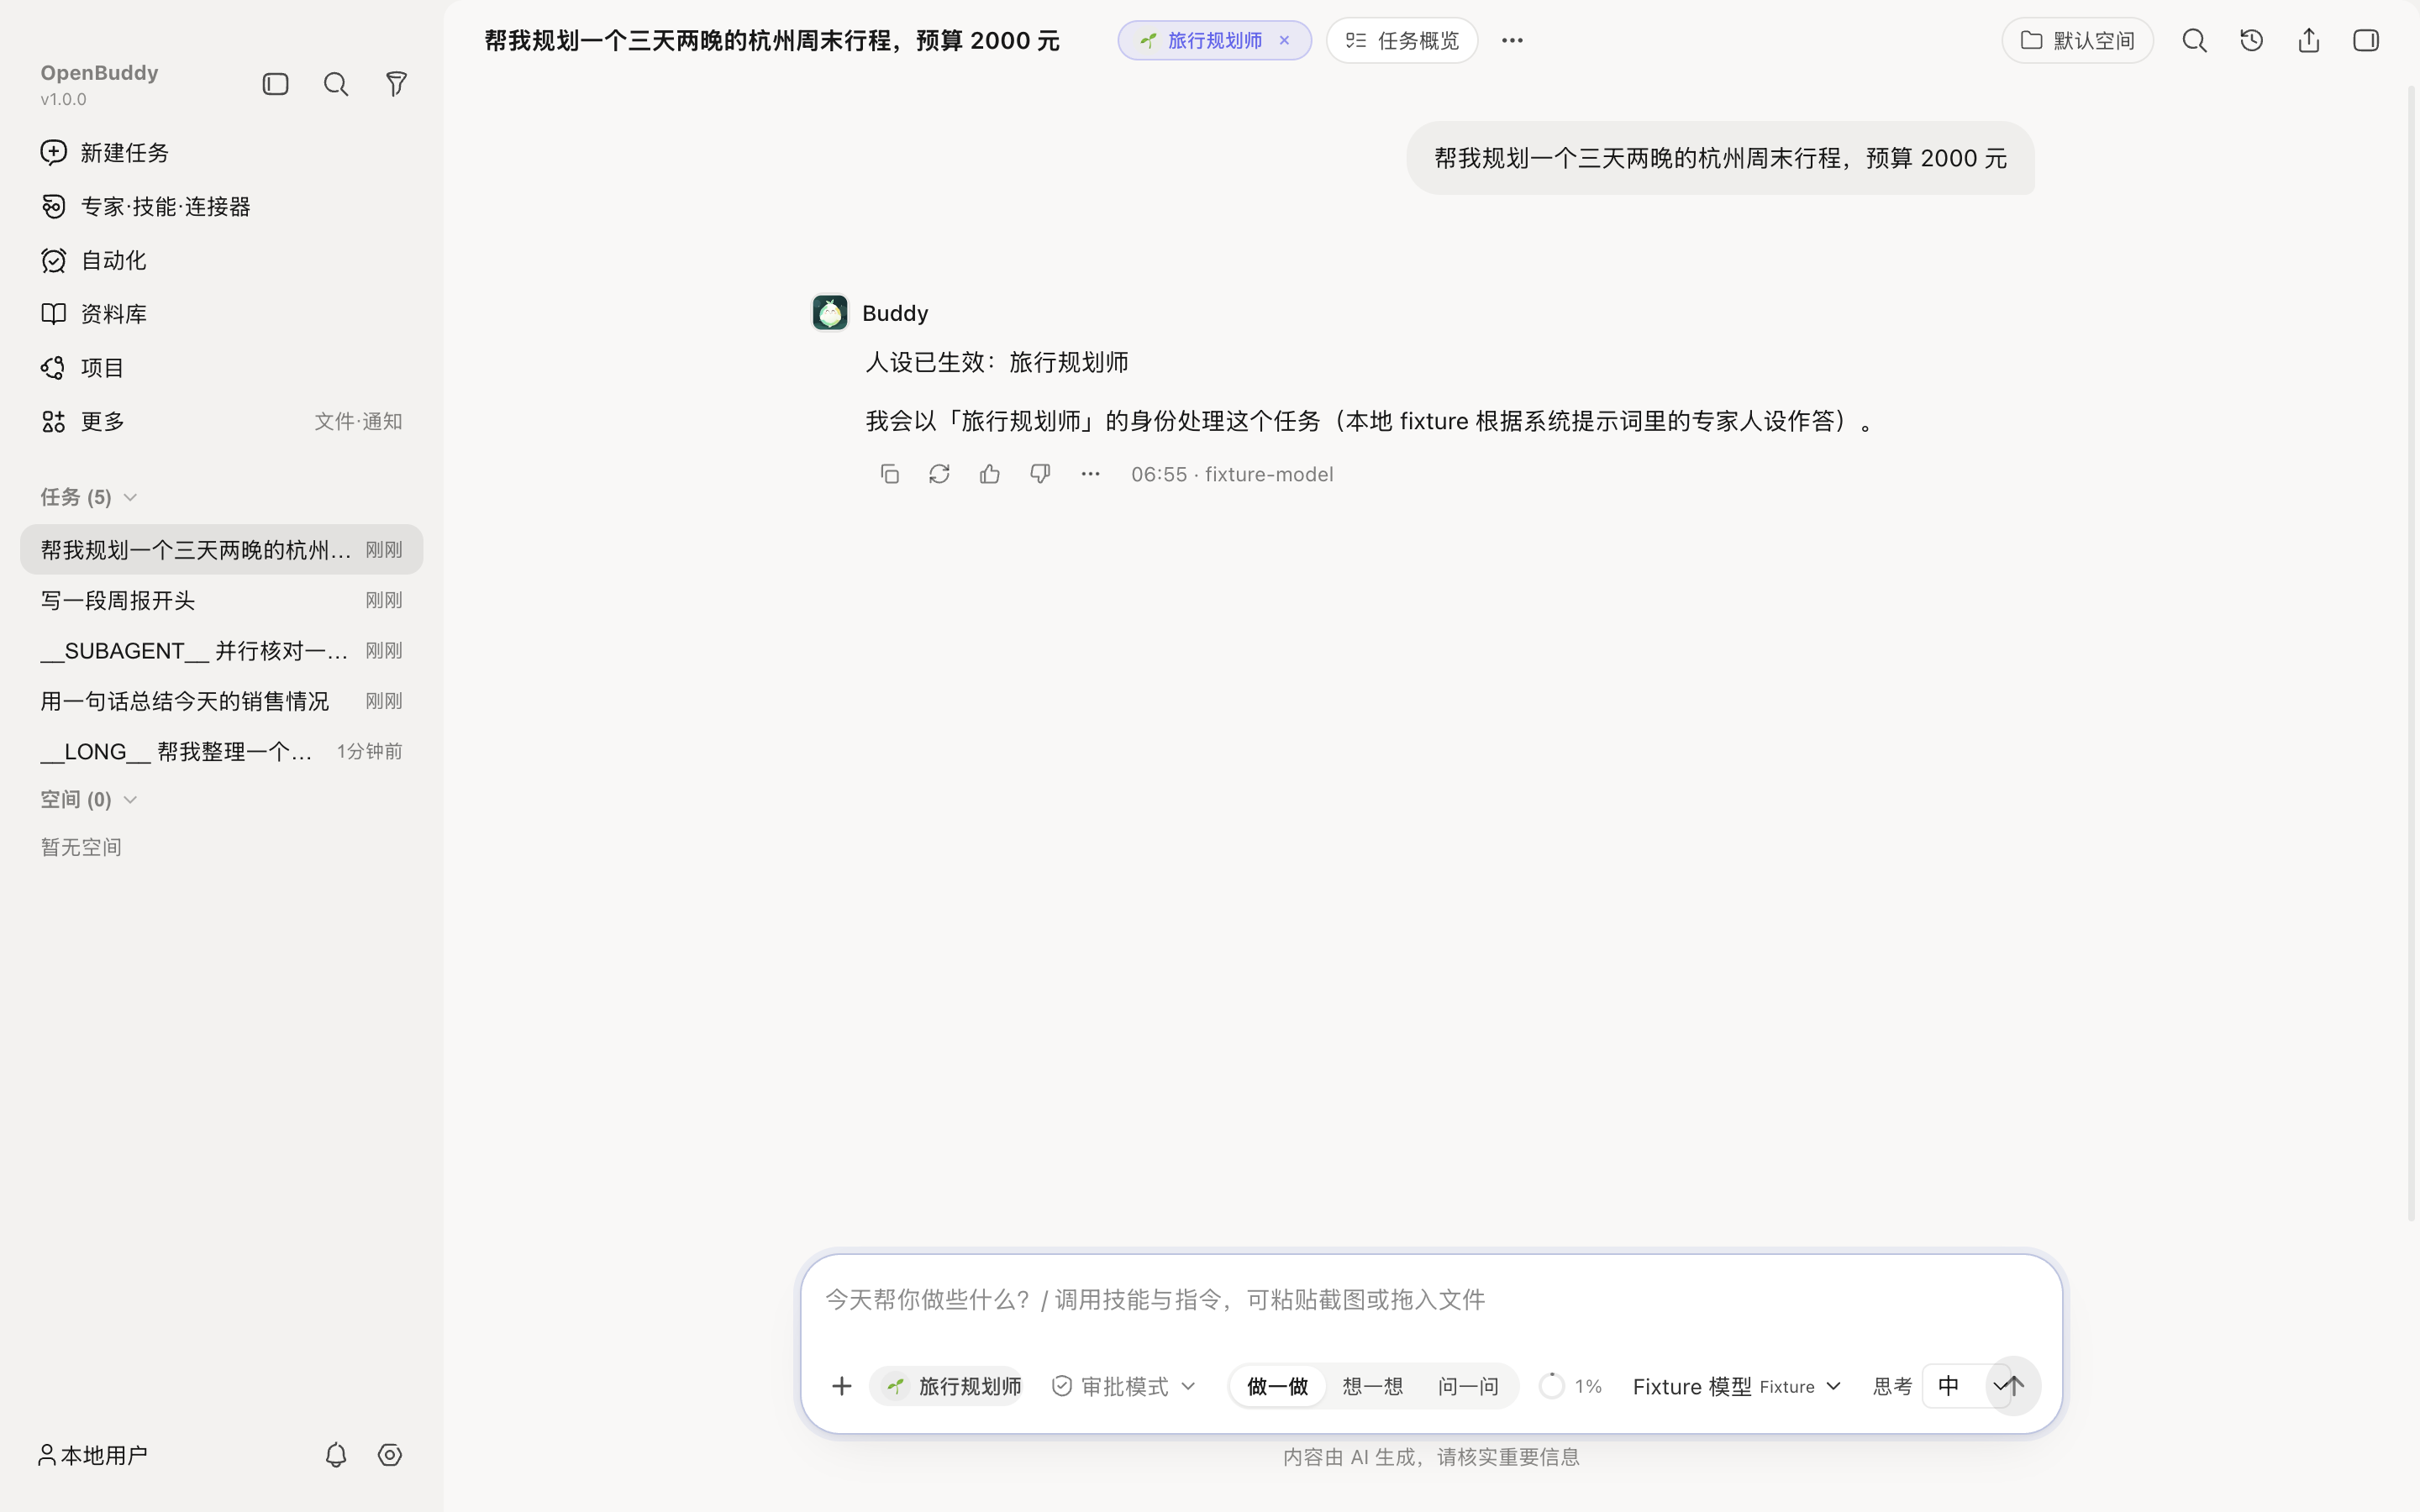 OpenBuddy
v1.0.0
新建任务
专家·技能·连接器
自动化
资料库
项目
更多 文件·通知
任务 (5)
帮我规划一个三天两晚的杭州... 刚刚
写一段周报开头 刚刚
__SUBAGENT__ 并行核对一... 刚刚
用一句话总结今天的销售情况 刚刚
__LONG__ 帮我整理一个... 1分钟前
空间 (0)
暂无空间
本地用户
帮我规划一个三天两晚的杭州周末行程，预算 2000 元 旅行规划师 × 任务概览 默认空间
帮我规划一个三天两晚的杭州周末行程，预算 2000 元
Buddy
人设已生效：旅行规划师
我会以「旅行规划师」的身份处理这个任务（本地 fixture 根据系统提示词里的专家人设作答）。
06:55 · fixture-model
今天帮你做些什么？/ 调用技能与指令，可粘贴截图或拖入文件
旅行规划师 审批模式 做一做 想一想 问一问 1% Fixture 模型 Fixture 思考 中
内容由 AI 生成，请核实重要信息